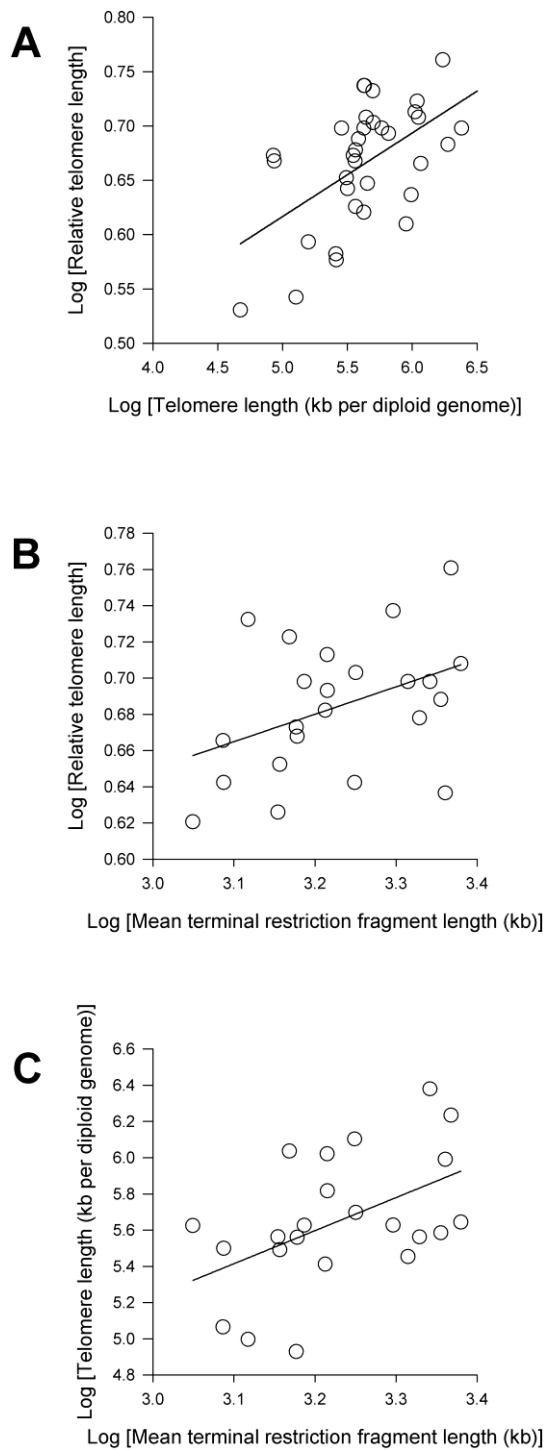 A
Log [Relative telomere length]
0.80
0.75
0.70
0.65
0.60
0.55
0.50
4.0 4.5 5.0 5.5 6.0 6.5
Log [Telomere length (kb per diploid genome)]
B
Log [Relative telomere length]
0.78
0.76
0.74
0.72
0.70
0.68
0.66
0.64
0.62
0.60
3.0 3.1 3.2 3.3 3.4
Log [Mean terminal restriction fragment length (kb)]
C
Log [Telomere length (kb per diploid genome)]
6.6
6.4
6.2
6.0
5.8
5.6
5.4
5.2
5.0
4.8
3.0 3.1 3.2 3.3 3.4
Log [Mean terminal restriction fragment length (kb)]